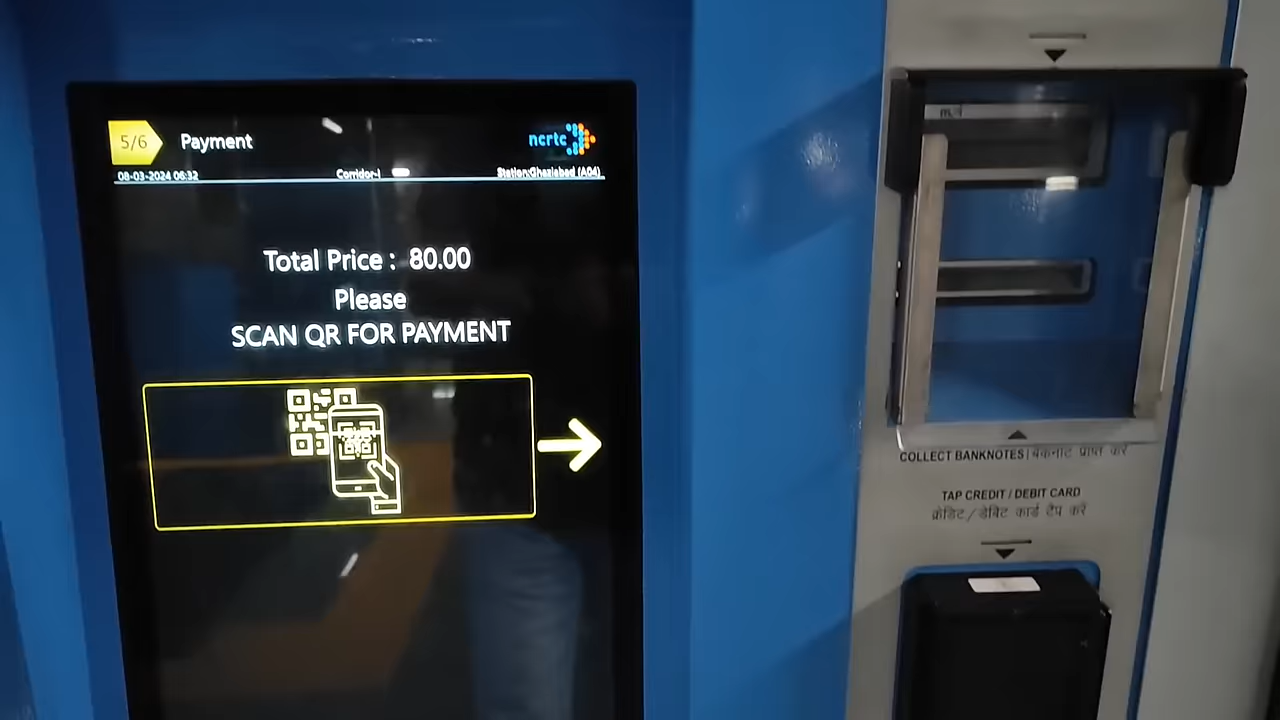 5/6
Payment
ncrtc
08-03-2024 06:32
Corridor-I
Station:Ghaziabad (A04)
Total Price : 80.00
Please
SCAN QR FOR PAYMENT
COLLECT BANKNOTES | बैंकनोट प्राप्त करें
TAP CREDIT / DEBIT CARD
क्रेडिट/डेबिट कार्ड टैप करें